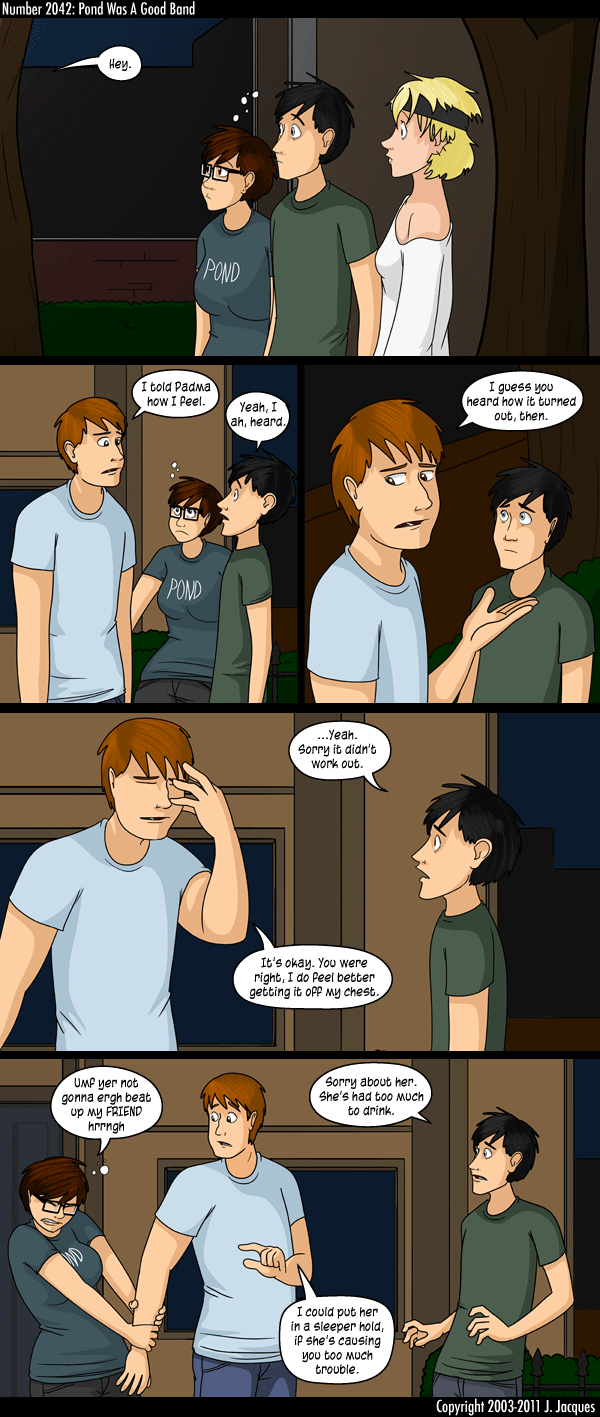 Number 2042: Pond Was A Good Band
Hey.
POND
I told Padma
how I feel.
Yeah, I
ah, heard.
POND
I guess you
heard how it turned
out, then.
...Yeah.
Sorry it didn't
work out.
It's okay. You were
right, I do feel better
getting it off my chest.
Umf yer not
gonna ergh beat
up my FRIEND
hrrngh
Sorry about her.
She's had too much
to drink.
POND
I could put her
in a sleeper hold,
if she's causing
you too much
trouble.
Copyright 2003-2011 J. Jacques